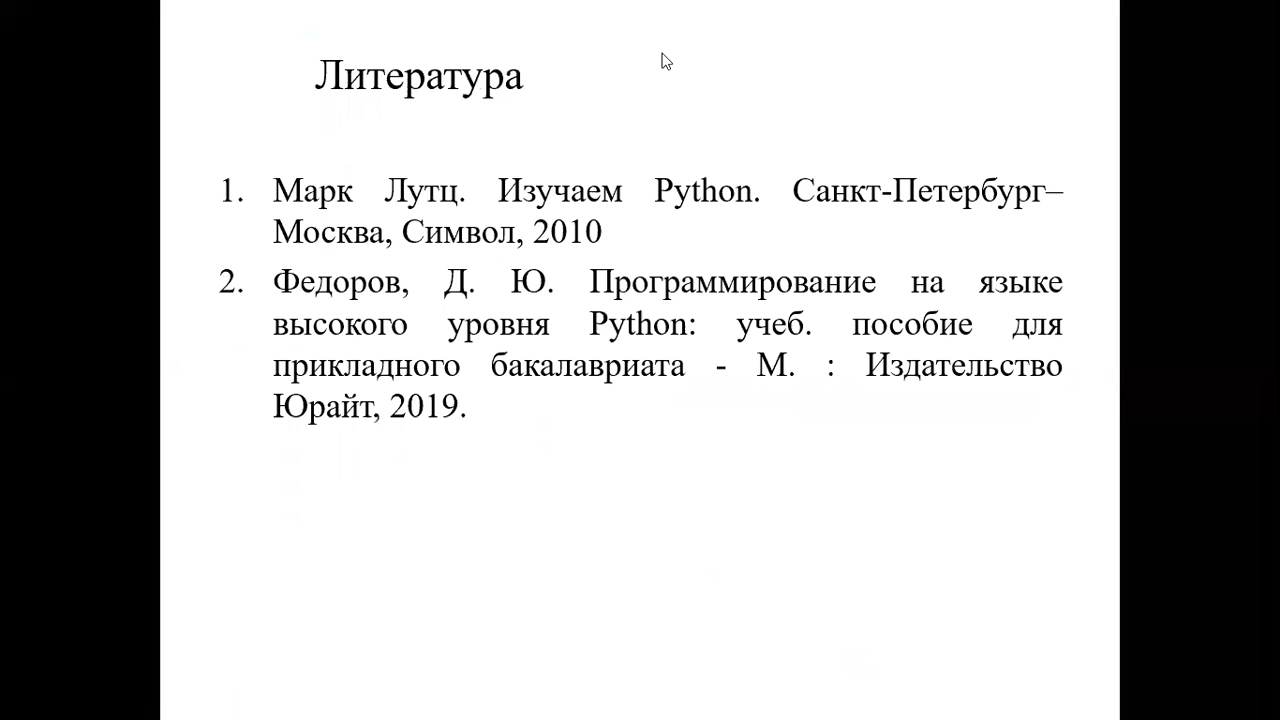 Литература
1. Марк Лутц. Изучаем Python. Санкт-Петербург–
Москва, Символ, 2010
2. Федоров, Д. Ю. Программирование на языке
высокого уровня Python: учеб. пособие для
прикладного бакалавриата - М. : Издательство
Юрайт, 2019.